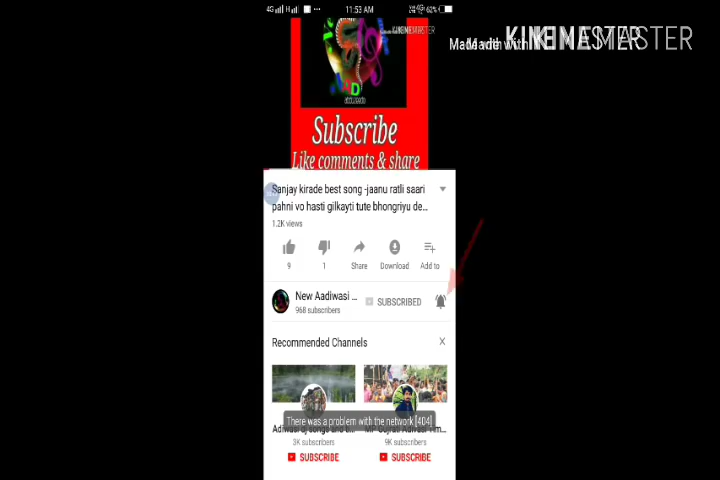 4G H 11:53 AM 60%
KINEMASTER
Made with KINEMASTER
Subscribe
Like comments & share
Sanjay kirade best song -jaanu ratli saari
pahni vo hasti gilkayti tute bhongriyu de...
1.2K views
9 1 Share Download Add to
New Aadiwasi ... SUBSCRIBED
968 subscribers
Recommended Channels X
There was a problem with the network [404]
3K subscribers 9K subscribers
SUBSCRIBE SUBSCRIBE